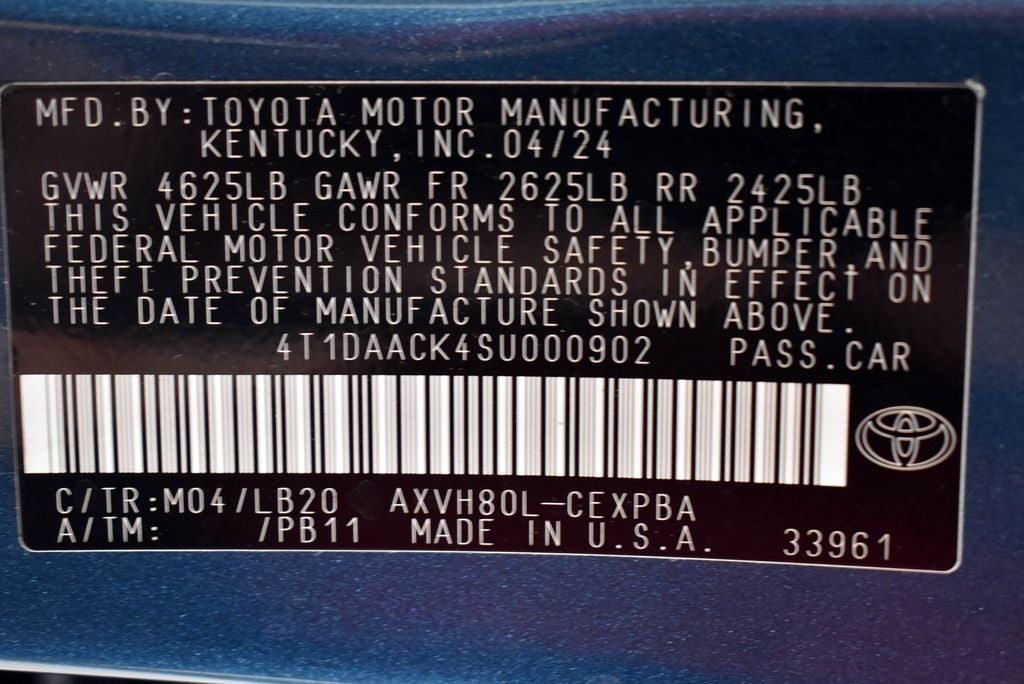 MFD.BY:TOYOTA MOTOR MANUFACTURING,
KENTUCKY,INC.04/24
GVWR 4625LB GAWR FR 2625LB RR 2425LB
THIS VEHICLE CONFORMS TO ALL APPLICABLE
FEDERAL MOTOR VEHICLE SAFETY,BUMPER,AND
THEFT PREVENTION STANDARDS IN EFFECT ON
THE DATE OF MANUFACTURE SHOWN ABOVE.
4T1DAACK4SU000902 PASS.CAR
C/TR:M04/LB20 AXVH80L-CEXPBA
A/TM: /PB11 MADE IN U.S.A. 33961